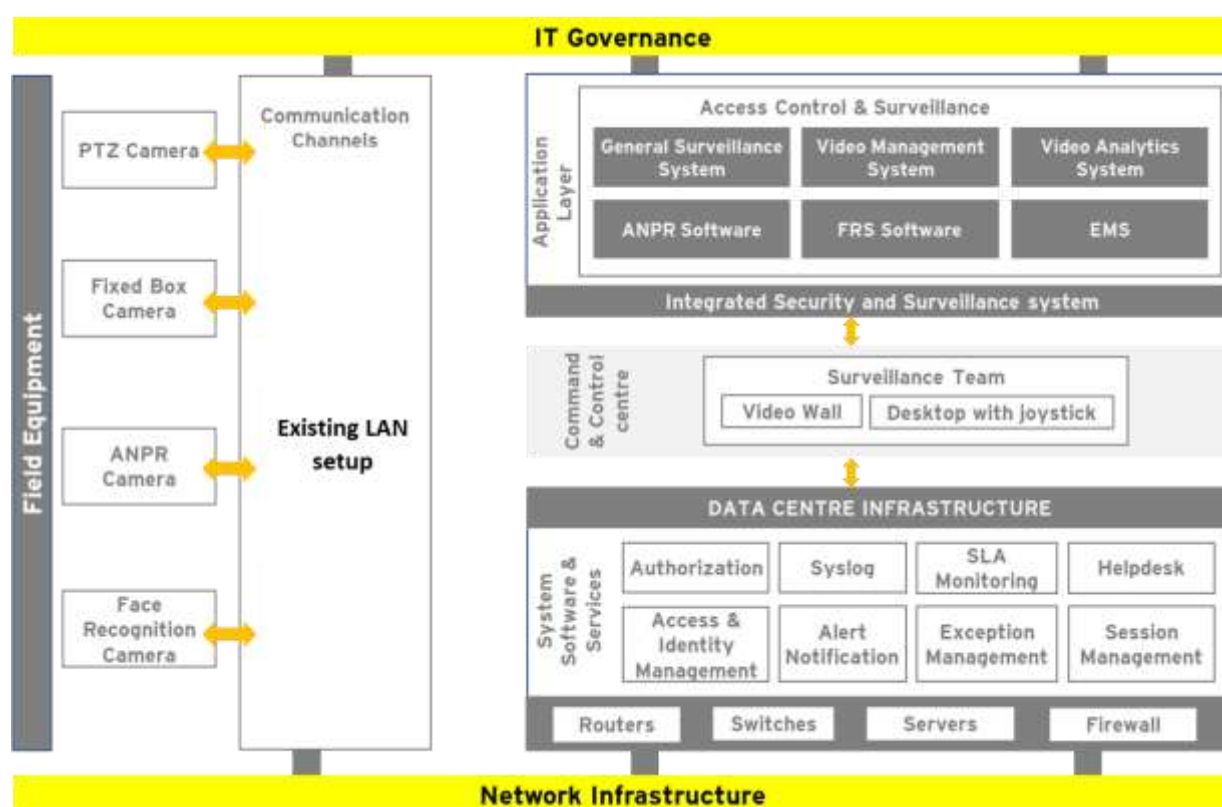 IT Governance
Field Equipment
PTZ Camera
Fixed Box
Camera
ANPR
Camera
Face
Recognition
Camera
Communication
Channels
Existing LAN
setup
Application
Layer
Access Control & Surveillance
General Surveillance
System
Video Management
System
Video Analytics
System
ANPR Software
FRS Software
EMS
Integrated Security and Surveillance system
Command
& Control
centre
Surveillance Team
Video Wall
Desktop with joystick
DATA CENTRE INFRASTRUCTURE
System
Software &
Services
Authorization
Syslog
SLA
Monitoring
Helpdesk
Access &
Identity
Management
Alert
Notification
Exception
Management
Session
Management
Routers
Switches
Servers
Firewall
Network Infrastructure